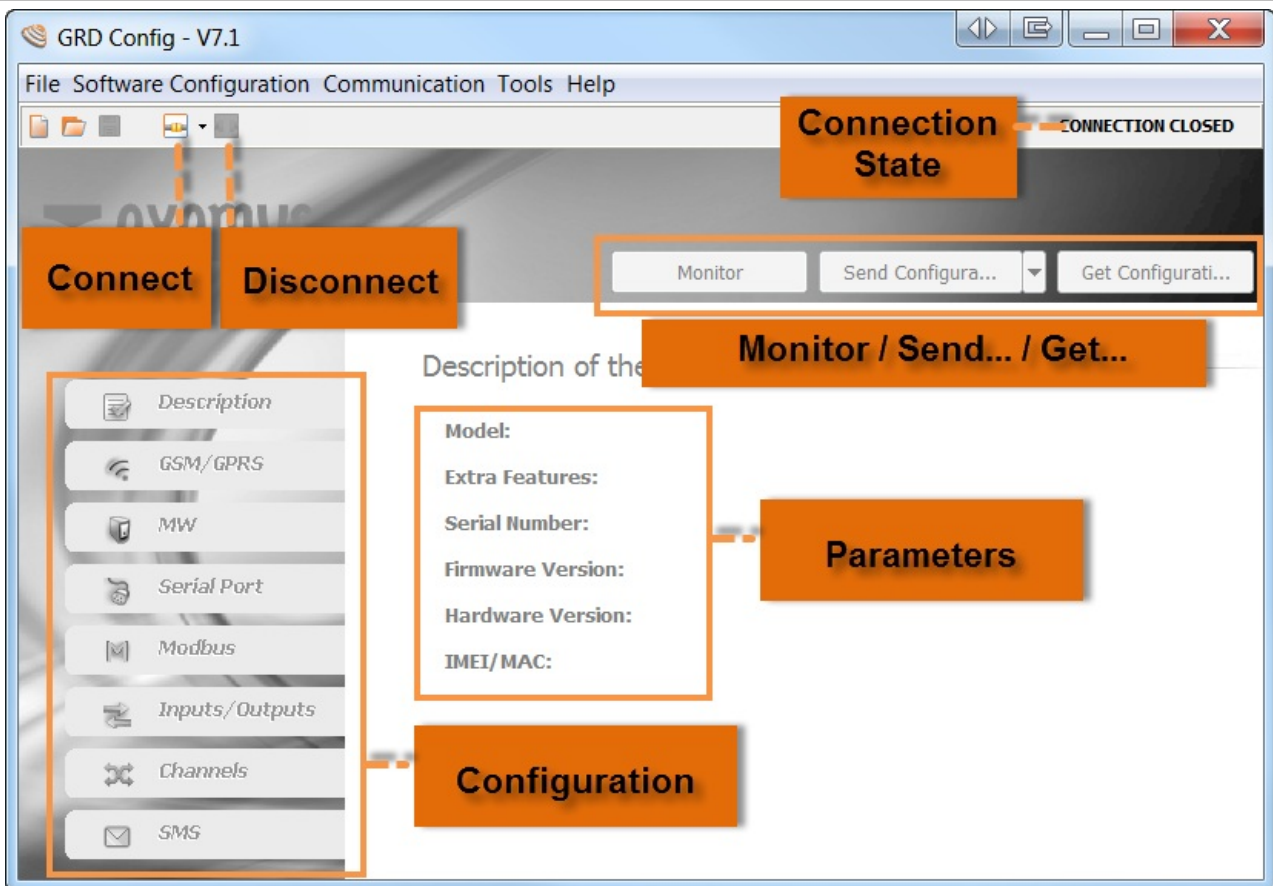 GRD Config - V7.1
File Software Configuration Communication Tools Help
Connection
State
CONNECTION CLOSED
exemys
Connect
Disconnect
Monitor
Send Configura...
Get Configurati...
Monitor / Send... / Get...
Description of the
Description
GSM/GPRS
MW
Serial Port
Modbus
Inputs/Outputs
Channels
SMS
Model:
Extra Features:
Serial Number:
Firmware Version:
Hardware Version:
IMEI/MAC:
Parameters
Configuration